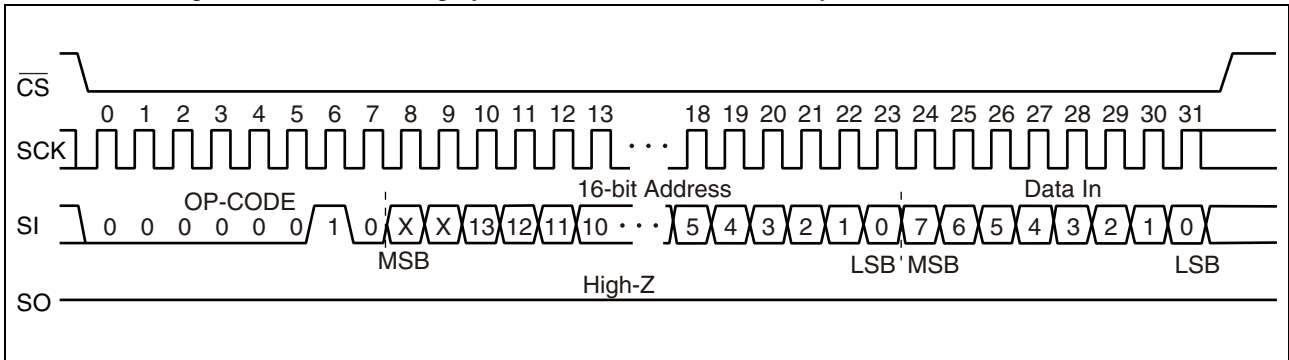 CS
0 1 2 3 4 5 6 7 8 9 10 11 12 13 18 19 20 21 22 23 24 25 26 27 28 29 30 31
SCK
· · ·
OP-CODE 16-bit Address Data In
SI 0 0 0 0 0 0 1 0 X X 13 12 11 10 · · · 5 4 3 2 1 0 7 6 5 4 3 2 1 0
MSB LSB MSB LSB
High-Z
SO